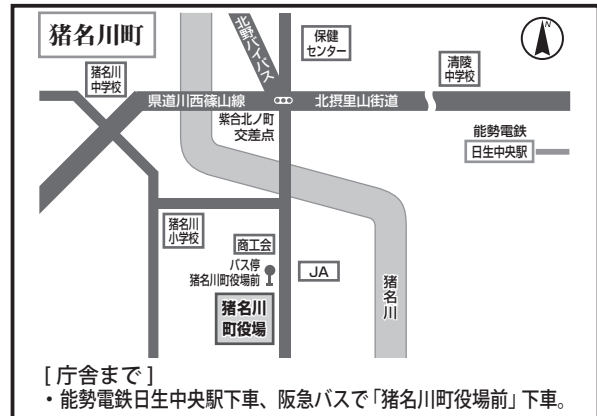 猪名川町
北野バイパス
保健
センター
N
猪名川
中学校
清陵
中学校
県道川西篠山線
北摂里山街道
紫合北ノ町
交差点
能勢電鉄
日生中央駅
猪名川
小学校
商工会
バス停
猪名川町役場前
JA
猪名川
猪名川
町役場
[庁舎まで]
・能勢電鉄日生中央駅下車、阪急バスで「猪名川町役場前」下車。